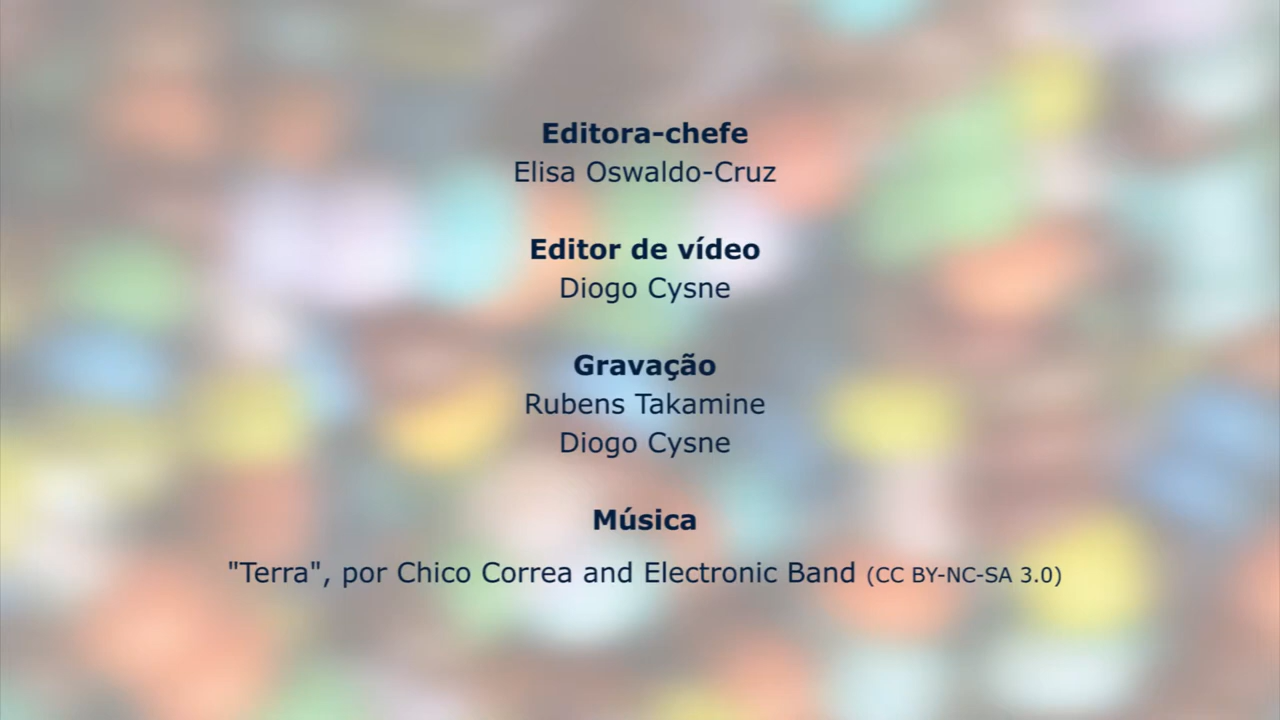 Editora-chefe
Elisa Oswaldo-Cruz
Editor de vídeo
Diogo Cysne
Gravação
Rubens Takamine
Diogo Cysne
Música
"Terra", por Chico Correa and Electronic Band (CC BY-NC-SA 3.0)